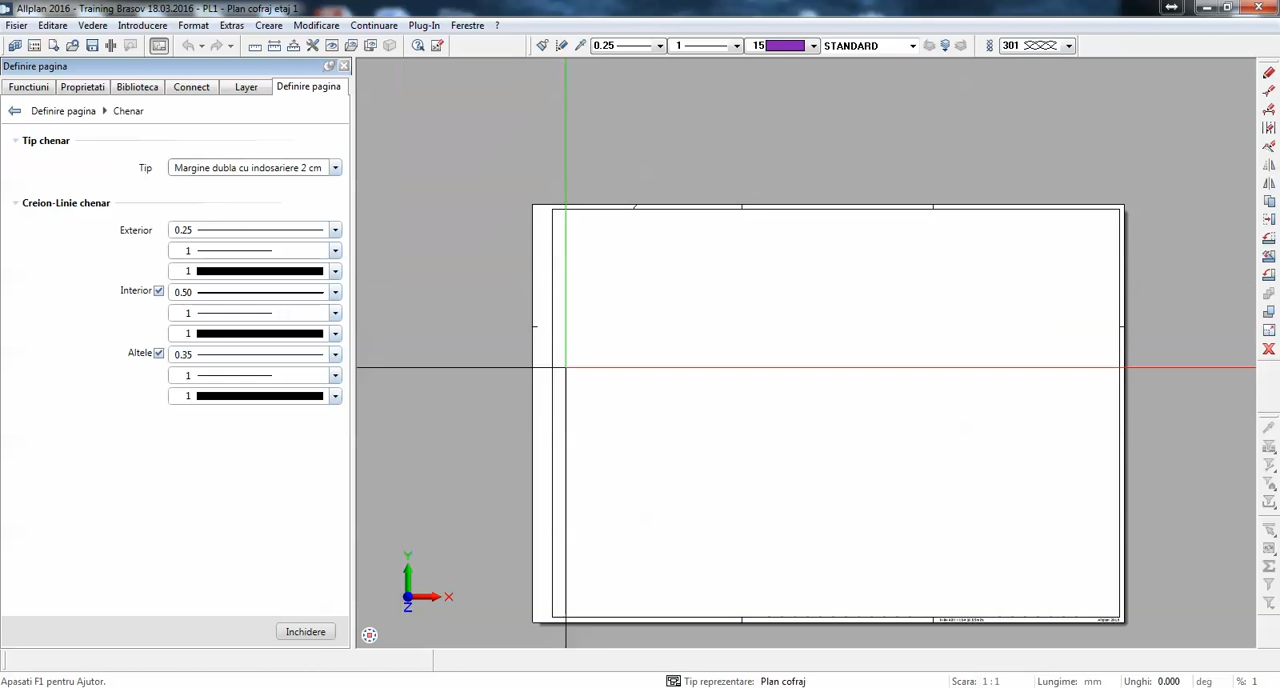 Allplan 2016 - Training Brasov 18.03.2016 - PL1 - Plan cofraj etaj 1
Fisier Editare Vedere Introducere Format Extras Creare Modificare Continuare Plug-In Ferestre ?
0.25 1 15 STANDARD 301
Definire pagina
Functiuni Proprietati Biblioteca Connect Layer Definire pagina
Definire pagina Chenar
Tip chenar
Tip Margine dubla cu indosariere 2 cm
Creion-Linie chenar
Exterior 0.25
1
1
Interior 0.50
1
1
Altele 0.35
1
1
Y
X
Z
Inchidere
Apasati F1 pentru Ajutor.
Tip reprezentare: Plan cofraj Scara: 1:1 Lungime: mm Unghi: 0.000 deg %: 1